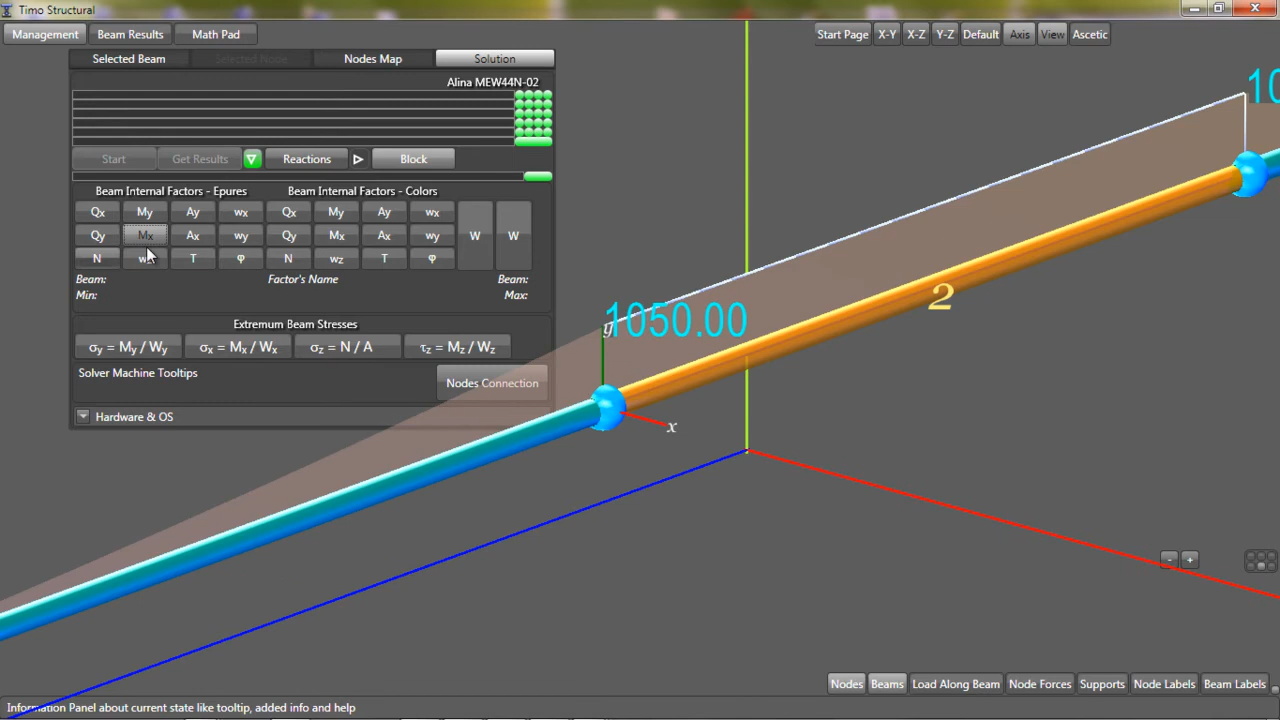 Timo Structural
Management Beam Results Math Pad Start Page X-Y X-Z Y-Z Default Axis View Ascetic
Selected Beam Selected Node Nodes Map Solution
Alina MEW44N-02
Start Get Results Reactions Block
Beam Internal Factors - Epures Beam Internal Factors - Colors
Qx My Ay wx Qx My Ay wx
Qy Mx Ax wy Qy Mx Ax wy W W
N wz T φ N wz T φ
Beam: Factor's Name Beam:
Min: Max:
Extremum Beam Stresses
σy = My / Wy σx = Mx / Wx σz = N / A τz = Mz / Wz
Solver Machine Tooltips
Nodes Connection
Hardware & OS
10
1050.00
y
2
x
- +
Nodes Beams Load Along Beam Node Forces Supports Node Labels Beam Labels
Information Panel about current state like tooltip, added info and help